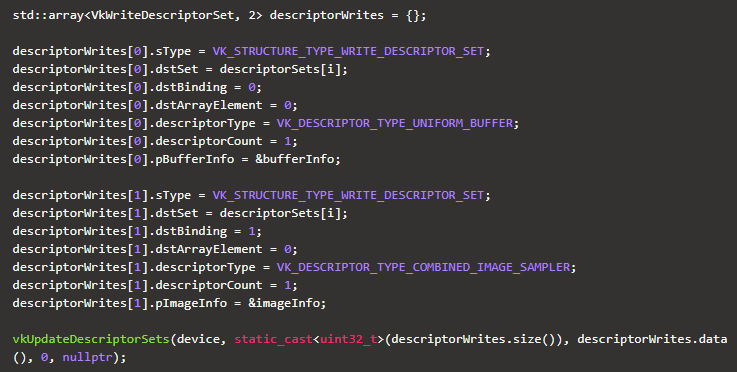 std::array<VkWriteDescriptorSet, 2> descriptorWrites = {};

descriptorWrites[0].sType = VK_STRUCTURE_TYPE_WRITE_DESCRIPTOR_SET;
descriptorWrites[0].dstSet = descriptorSets[i];
descriptorWrites[0].dstBinding = 0;
descriptorWrites[0].dstArrayElement = 0;
descriptorWrites[0].descriptorType = VK_DESCRIPTOR_TYPE_UNIFORM_BUFFER;
descriptorWrites[0].descriptorCount = 1;
descriptorWrites[0].pBufferInfo = &bufferInfo;

descriptorWrites[1].sType = VK_STRUCTURE_TYPE_WRITE_DESCRIPTOR_SET;
descriptorWrites[1].dstSet = descriptorSets[i];
descriptorWrites[1].dstBinding = 1;
descriptorWrites[1].dstArrayElement = 0;
descriptorWrites[1].descriptorType = VK_DESCRIPTOR_TYPE_COMBINED_IMAGE_SAMPLER;
descriptorWrites[1].descriptorCount = 1;
descriptorWrites[1].pImageInfo = &imageInfo;

vkUpdateDescriptorSets(device, static_cast<uint32_t>(descriptorWrites.size()), descriptorWrites.data
(), 0, nullptr);